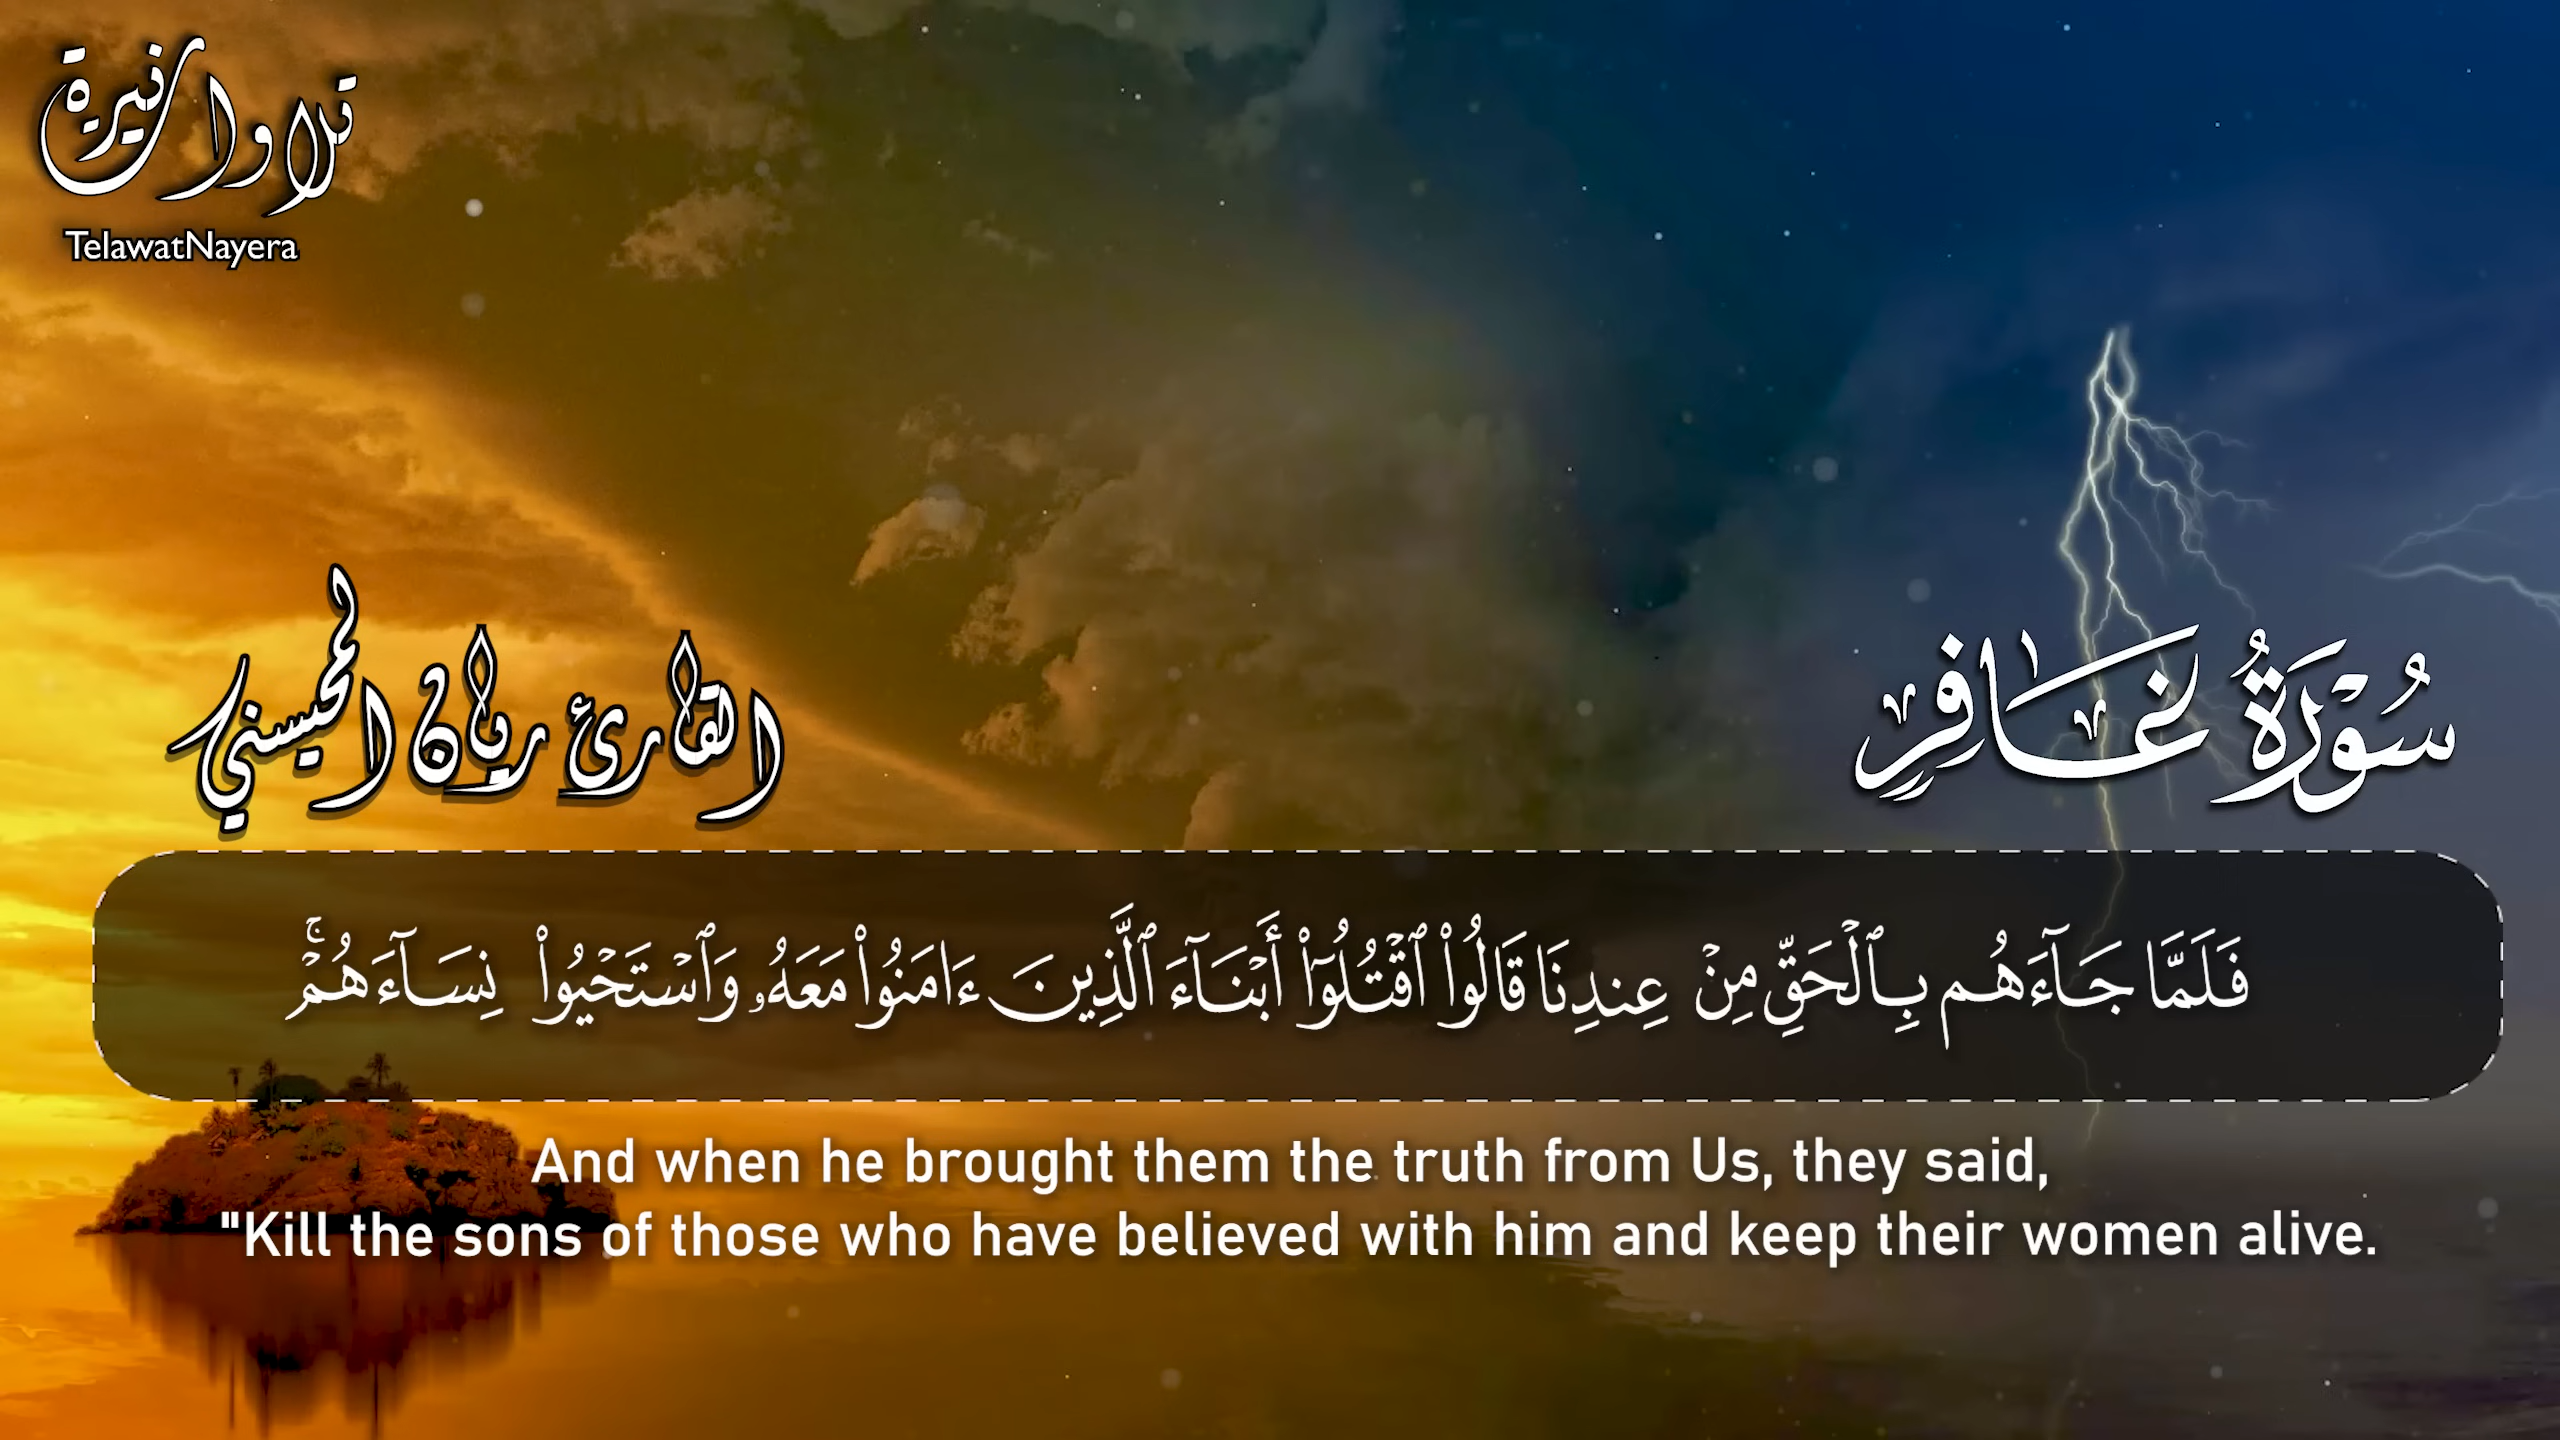 تلاوات نيرة
TelawatNayera
سُورَةُ غَافِرٍ
القارئ ريان المحيسني
فَلَمَّا جَآءَهُم بِٱلْحَقِّ مِنْ عِندِنَا قَالُوا۟ ٱقْتُلُوٓا۟ أَبْنَآءَ ٱلَّذِينَ ءَامَنُوا۟ مَعَهُۥ وَٱسْتَحْيُوا۟ نِسَآءَهُمْ ۚ
And when he brought them the truth from Us, they said,
"Kill the sons of those who have believed with him and keep their women alive.